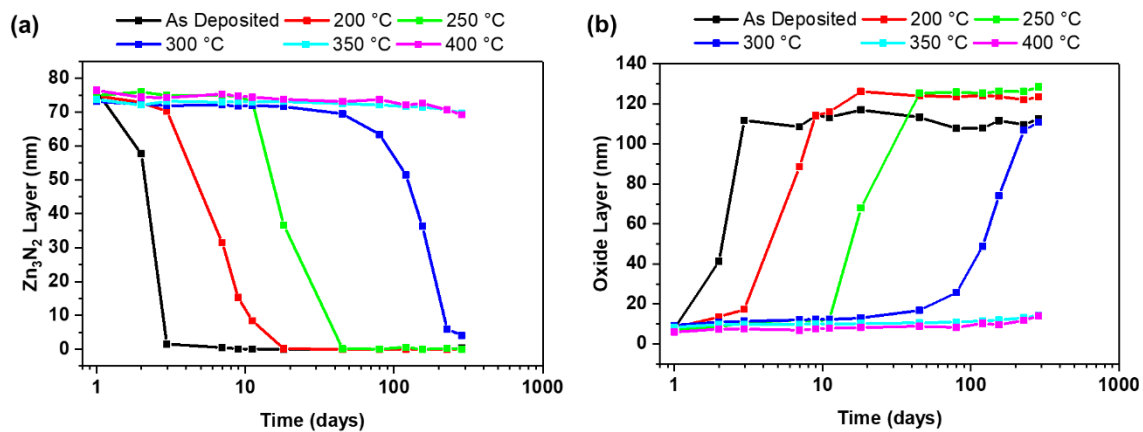 (a)
As Deposited 200 °C 250 °C
300 °C 350 °C 400 °C
80
70
60
50
40
30
20
10
0
Zn₃N₂ Layer (nm)
1 10 100 1000
Time (days)
(b)
As Deposited 200 °C 250 °C
300 °C 350 °C 400 °C
140
120
100
80
60
40
20
0
Oxide Layer (nm)
1 10 100 1000
Time (days)